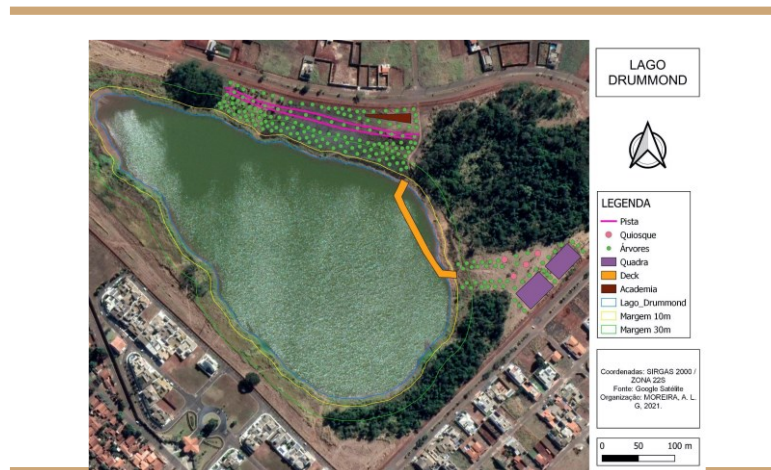 LAGO
DRUMMOND
LEGENDA
Pista
Quiosque
Árvores
Quadra
Deck
Academia
Lago_Drummond
Margem 10m
Margem 30m
Coordenadas: SIRGAS 2000 /
ZONA 22S
Fonte: Google Satélite
Organização: MOREIRA, A. L.
G, 2021.
0 50 100 m